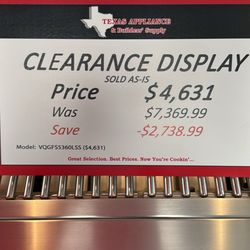 TEXAS APPLIANCE
& Builders' Supply
CLEARANCE DISPLAY
SOLD AS-IS
Price $4,631
Was $7,369.99
Save -$2,738.99
Model: VQGFS5360LSS ($4,631)
Great Selection. Best Prices. Now You're Cookin'...